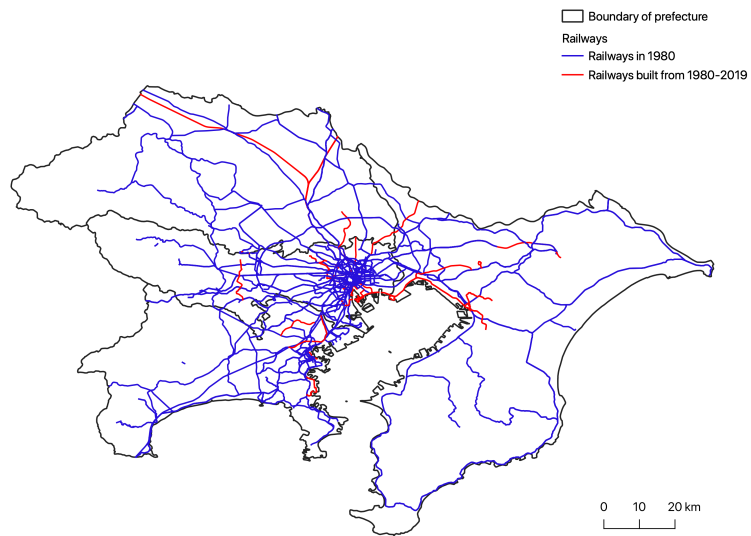 Boundary of prefecture
Railways
Railways in 1980
Railways built from 1980-2019
0 10 20 km